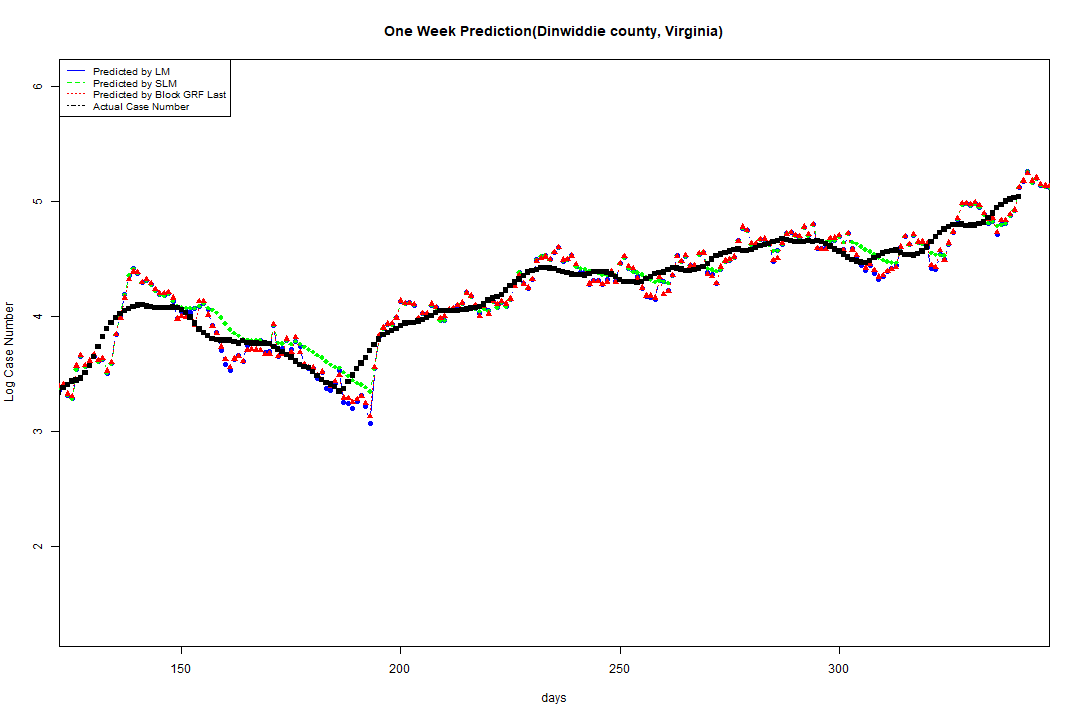 One Week Prediction(Dinwiddie county, Virginia)
Predicted by LM
Predicted by SLM
Predicted by Block GRF Last
Actual Case Number
6
5
4
3
2
Log Case Number
150 200 250 300
days